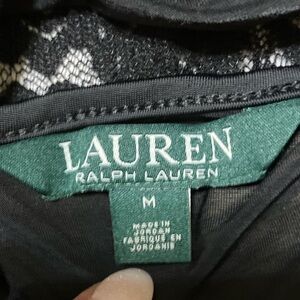 LAUREN
RALPH LAUREN
M
MADE IN
JORDAN
FABRIQUÉ EN
JORDANIE